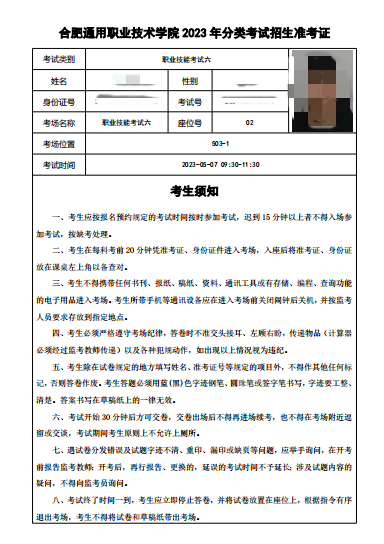 合肥通用职业技术学院 2023 年分类考试招生准考证
考试类别 职业技能考试六
姓名 性别
身份证号 考试号
考场名称 职业技能考试六 座位号 02
考场位置 503-1
考试时间 2023-05-07 09:30-11:30
考生须知
一、考生应按报名预约规定的考试时间按时参加考试，迟到 15 分钟以上者不得入场参
加考试，按缺考处理。
二、考生在每科考前 20 分钟凭准考证、身份证件进入考场，入座后将准考证、身份证
放在课桌左上角以备查对。
三、考生不得携带任何书刊、报纸、稿纸、资料、通讯工具或有存储、编程、查询功能
的电子用品进入考场。考生所带手机等通讯设备应在进入考场前关闭闹钟后关机，并按监考
人员要求存放到指定地点。
四、考生必须严格遵守考场纪律，答卷时不准交头接耳、左顾右盼，传递物品（计算器
必须经过监考教师传递）以及各种犯规动作，如出现以上情况视为违纪。
五、考生除在试卷规定的地方填写姓名、准考证号等规定的项目外，不得作其他任何标
记，否则答卷作废。考生答题必须用蓝(黑)色字迹钢笔、圆珠笔或签字笔书写，字迹要工整、
清楚。答案书写在草稿纸上的一律无效。
六、考试开始 30 分钟后方可交卷，交卷出场后不得再进场续考，也不得在考场附近逗
留或交谈，考试期间考生原则上不允许上厕所。
七、遇试卷分发错误及试题字迹不清、重印、漏印或缺页等问题，应举手询问，在开考
前报告监考教师；开考后，再行报告、更换的，延误的考试时间不予延长；涉及试题内容的
疑问，不得向监考员询问。
八、考试终了时间一到，考生应立即停止答卷，并将试卷放置在座位上，根据指令有序
退出考场，考生不得将试卷和草稿纸带出考场。